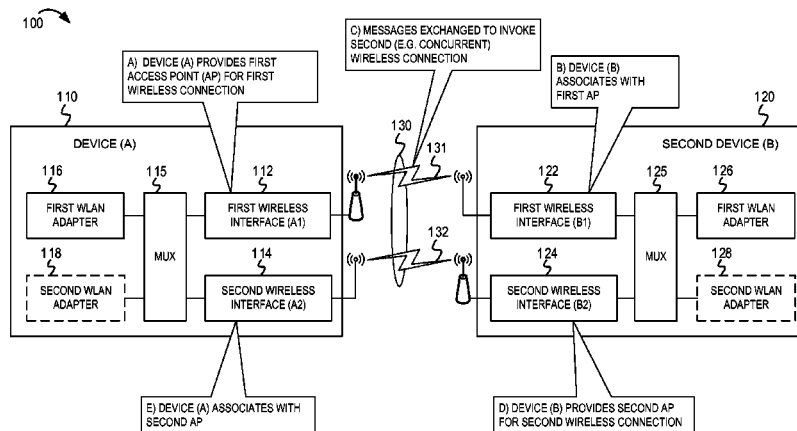 100
C) MESSAGES EXCHANGED TO INVOKE
SECOND (E.G. CONCURRENT)
WIRELESS CONNECTION
A) DEVICE (A) PROVIDES FIRST
ACCESS POINT (AP) FOR FIRST
WIRELESS CONNECTION
B) DEVICE (B)
ASSOCIATES WITH
FIRST AP
110
120
DEVICE (A)
130
131
SECOND DEVICE (B)
116
115
112
122
125
126
FIRST WLAN
ADAPTER
MUX
FIRST WIRELESS
INTERFACE (A1)
FIRST WIRELESS
INTERFACE (B1)
MUX
FIRST WLAN
ADAPTER
118
114
132
124
128
SECOND WLAN
ADAPTER
SECOND WIRELESS
INTERFACE (A2)
SECOND WIRELESS
INTERFACE (B2)
SECOND WLAN
ADAPTER
E) DEVICE (A) ASSOCIATES WITH
SECOND AP
D) DEVICE (B) PROVIDES SECOND AP
FOR SECOND WIRELESS CONNECTION